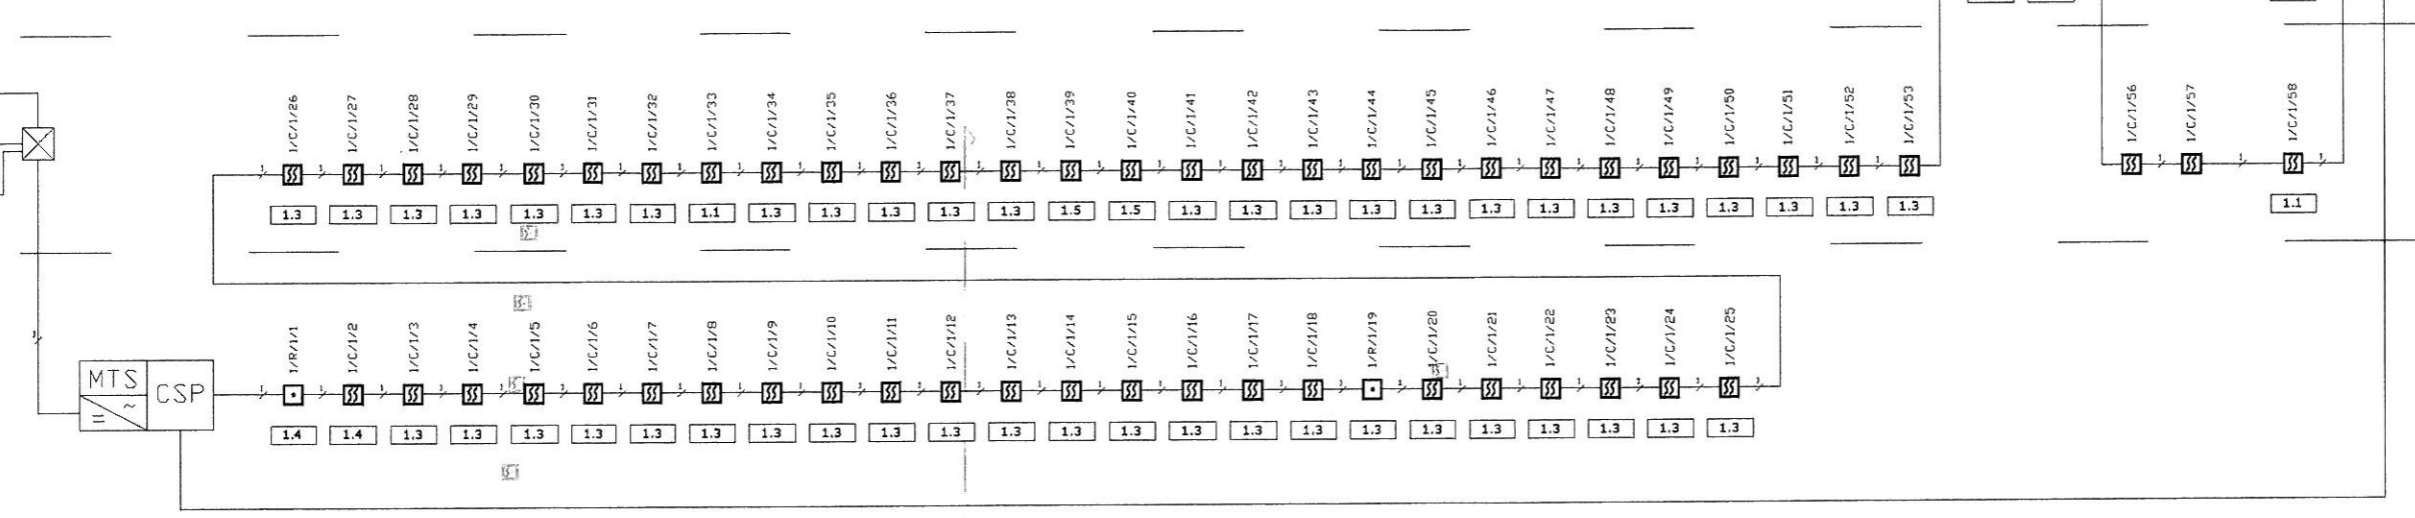 1/C/1/26 1/C/1/27 1/C/1/28 1/C/1/29 1/C/1/30 1/C/1/31 1/C/1/32 1/C/1/33 1/C/1/34 1/C/1/35 1/C/1/36 1/C/1/37 1/C/1/38 1/C/1/39 1/C/1/40 1/C/1/41 1/C/1/42 1/C/1/43 1/C/1/44 1/C/1/45 1/C/1/46 1/C/1/47 1/C/1/48 1/C/1/49 1/C/1/50 1/C/1/51 1/C/1/52 1/C/1/53 1/C/1/56 1/C/1/57 1/C/1/58
1.3 1.3 1.3 1.3 1.3 1.3 1.3 1.1 1.3 1.3 1.3 1.3 1.3 1.5 1.5 1.3 1.3 1.3 1.3 1.3 1.3 1.3 1.3 1.3 1.3 1.3 1.3 1.3 1.1
1/R/1/1 1/C/1/2 1/C/1/3 1/C/1/4 1/C/1/5 1/C/1/6 1/C/1/7 1/C/1/8 1/C/1/9 1/C/1/10 1/C/1/11 1/C/1/12 1/C/1/13 1/C/1/14 1/C/1/15 1/C/1/16 1/C/1/17 1/C/1/18 1/R/1/19 1/C/1/20 1/C/1/21 1/C/1/22 1/C/1/23 1/C/1/24 1/C/1/25
MTS CSP
= ~
1.4 1.4 1.3 1.3 1.3 1.3 1.3 1.3 1.3 1.3 1.3 1.3 1.3 1.3 1.3 1.3 1.3 1.3 1.3 1.3 1.3 1.3 1.3 1.3 1.3